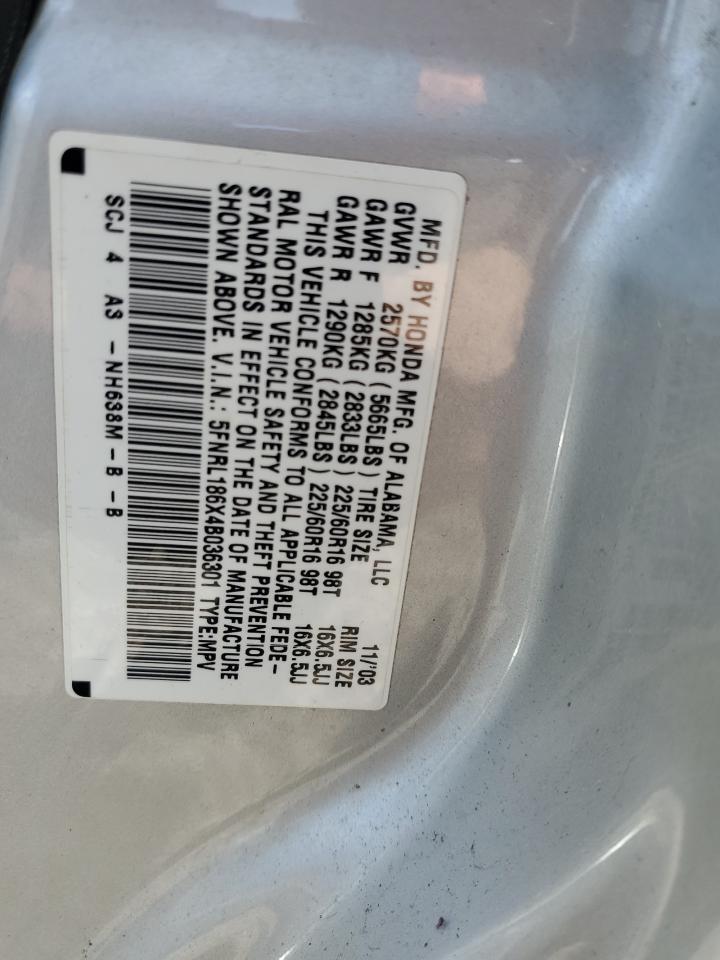 MFD. BY HONDA MFG. OF ALABAMA, LLC 11/'03
GVWR 2570KG (5665LBS) TIRE SIZE RIM SIZE
GAWR F 1285KG (2833LBS) 225/60R16 98T 16X6.5JJ
GAWR R 1290KG (2845LBS) 225/60R16 98T 16X6.5JJ
THIS VEHICLE CONFORMS TO ALL APPLICABLE FEDE-
RAL MOTOR VEHICLE SAFETY AND THEFT PREVENTION
STANDARDS IN EFFECT ON THE DATE OF MANUFACTURE
SHOWN ABOVE. V.I.N.: 5FNRL186X4B036301 TYPE:MPV
SCJ 4 A3 -NH638M-B -B